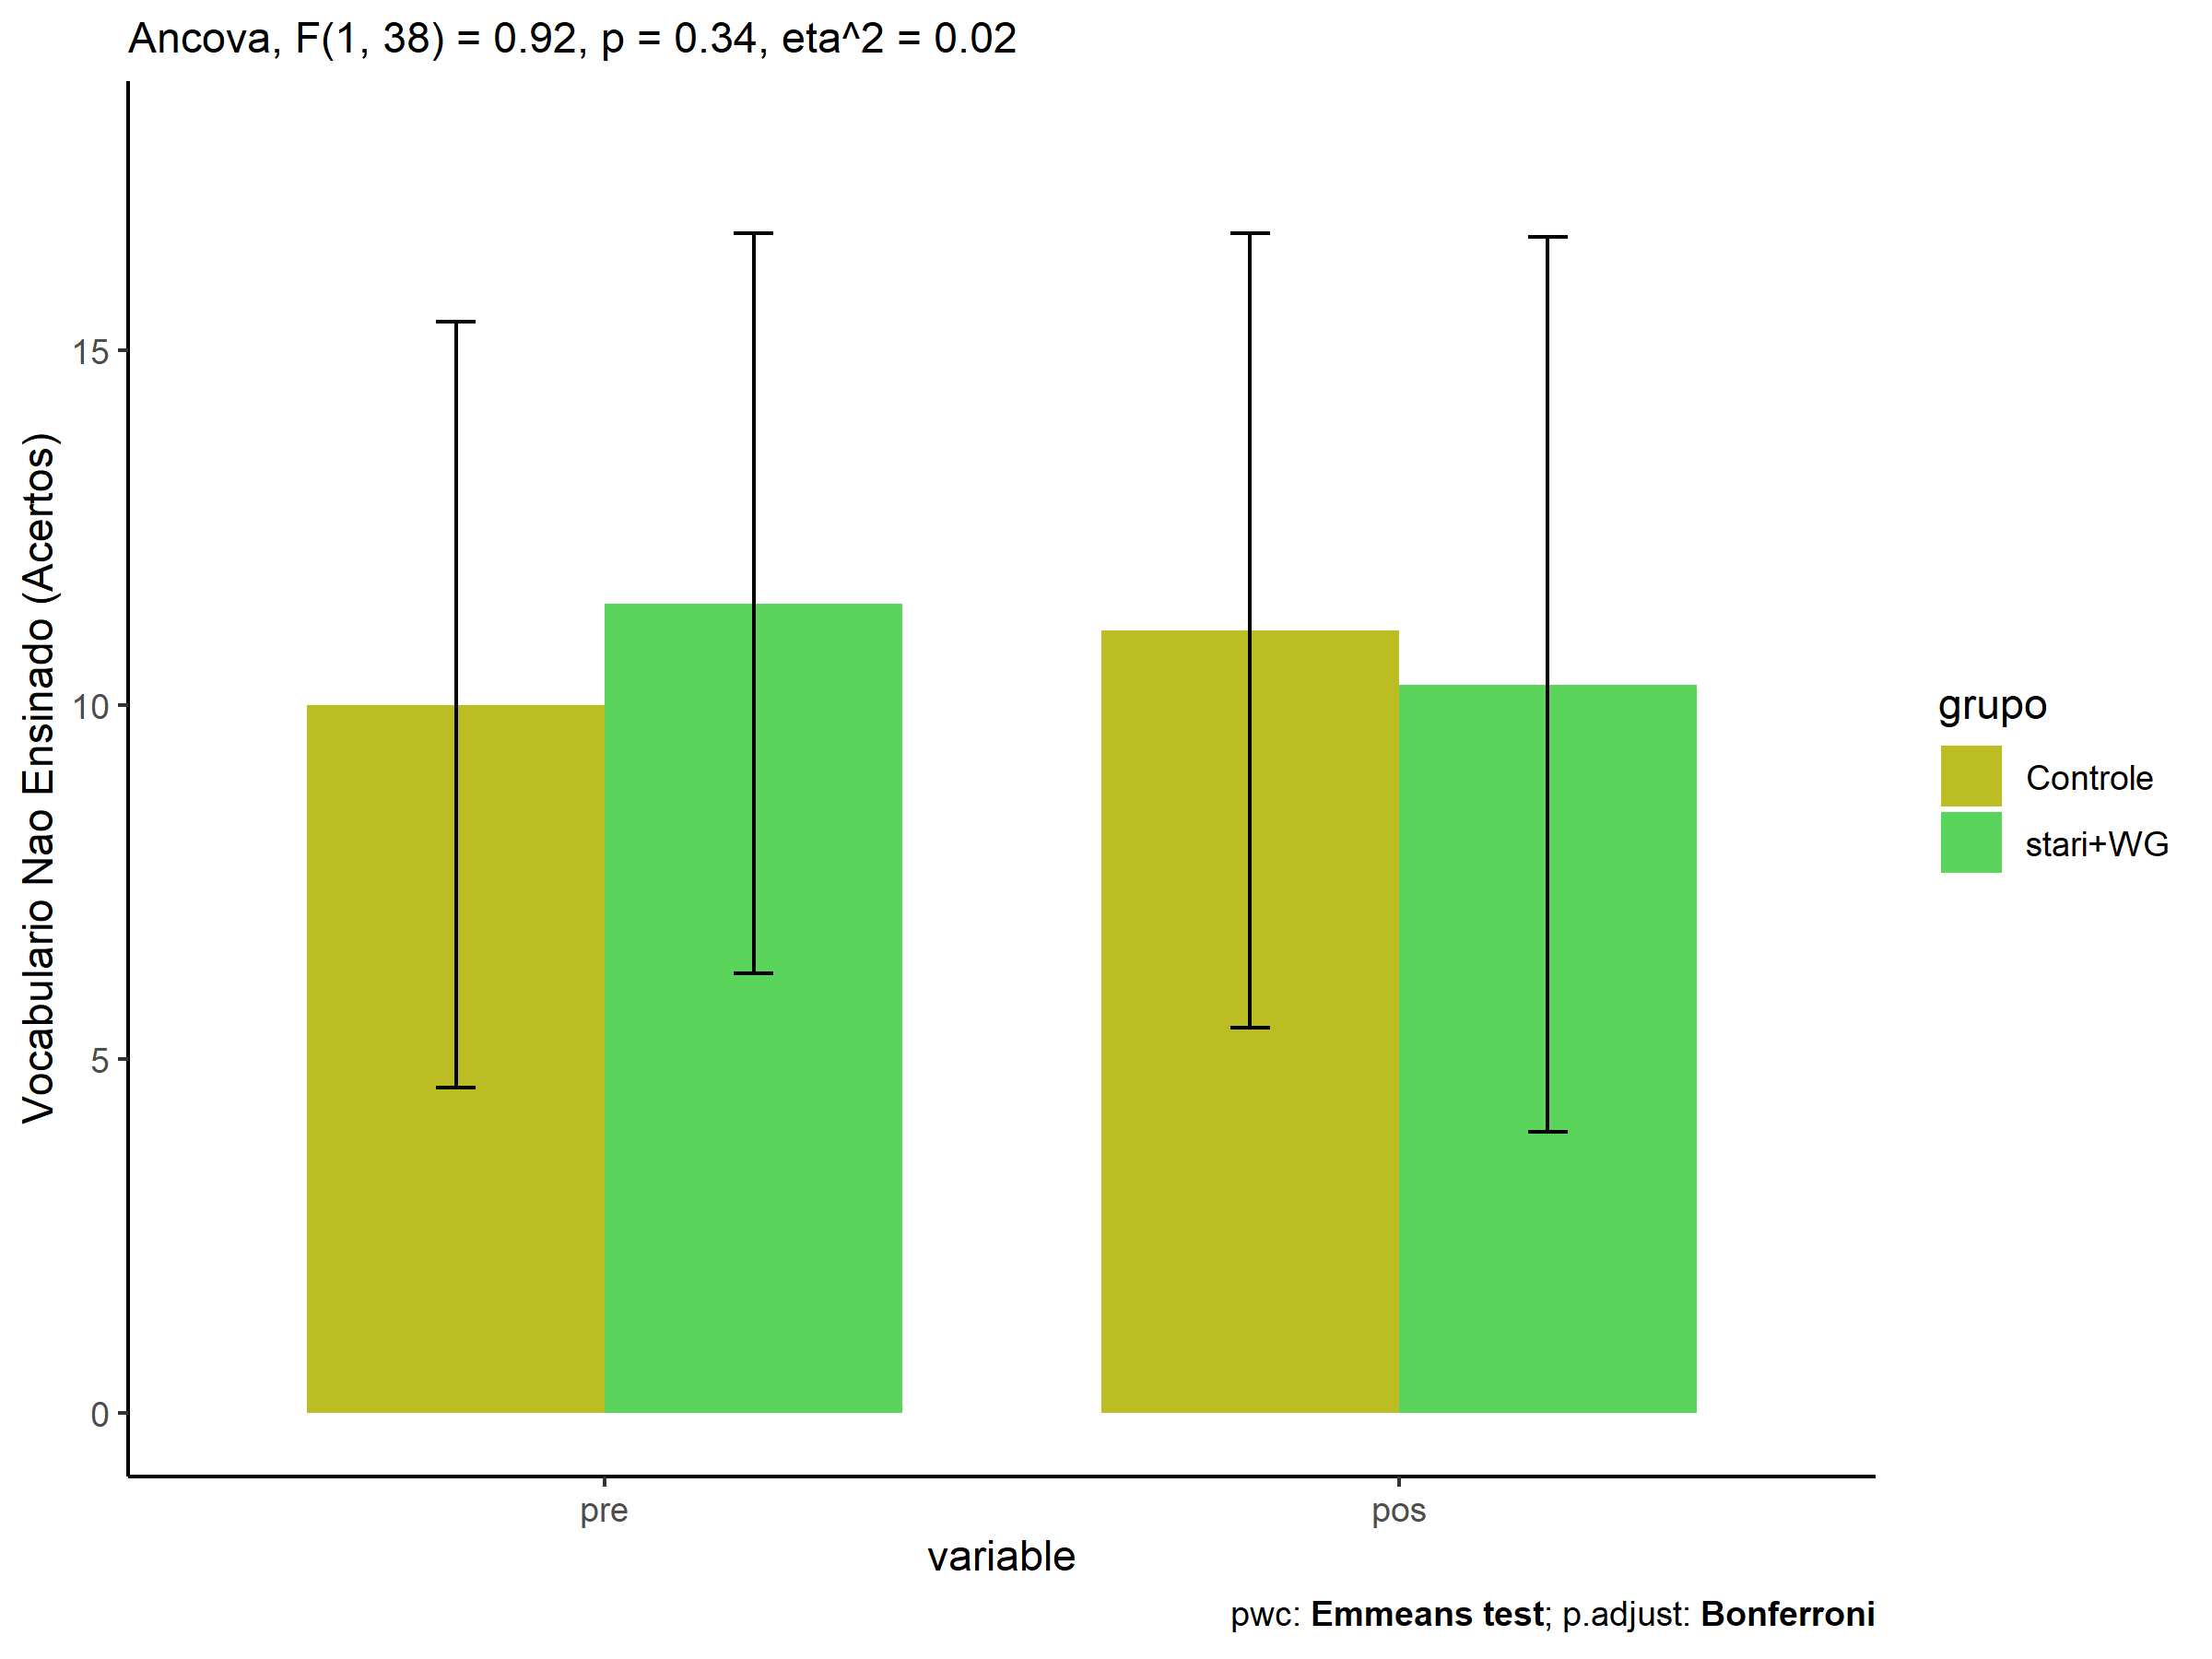 Ancova, F(1, 38) = 0.92, p = 0.34, eta^2 = 0.02
Vocabulario Nao Ensinado (Acertos)
15
10
5
0
pre
pos
variable
grupo
Controle
stari+WG
pwc: Emmeans test; p.adjust: Bonferroni